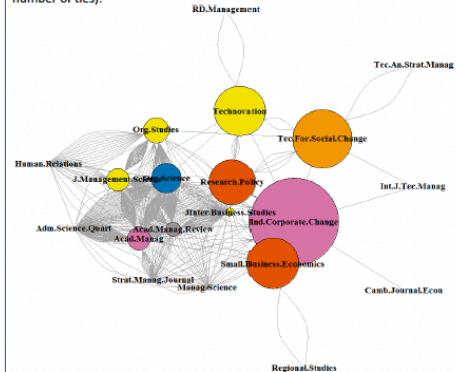 number of ties).
RD.Management
Tec.An.Strat.Manag
Technovation
Org.Studies
Tec.For.Social.Change
Human.Relations
J.Management.Sci
Org.Science
Research.Policy
Int.J.Tec.Manag
JInter.Business.Studies
Ind.Corporate.Change
Adm.Science.Quart
Acad.Manag.Review
Acad.Manag
Small.Business.Economics
Strat.Manag.Journal
Manag.Science
Camb.Journal.Econ
Regional.Studies